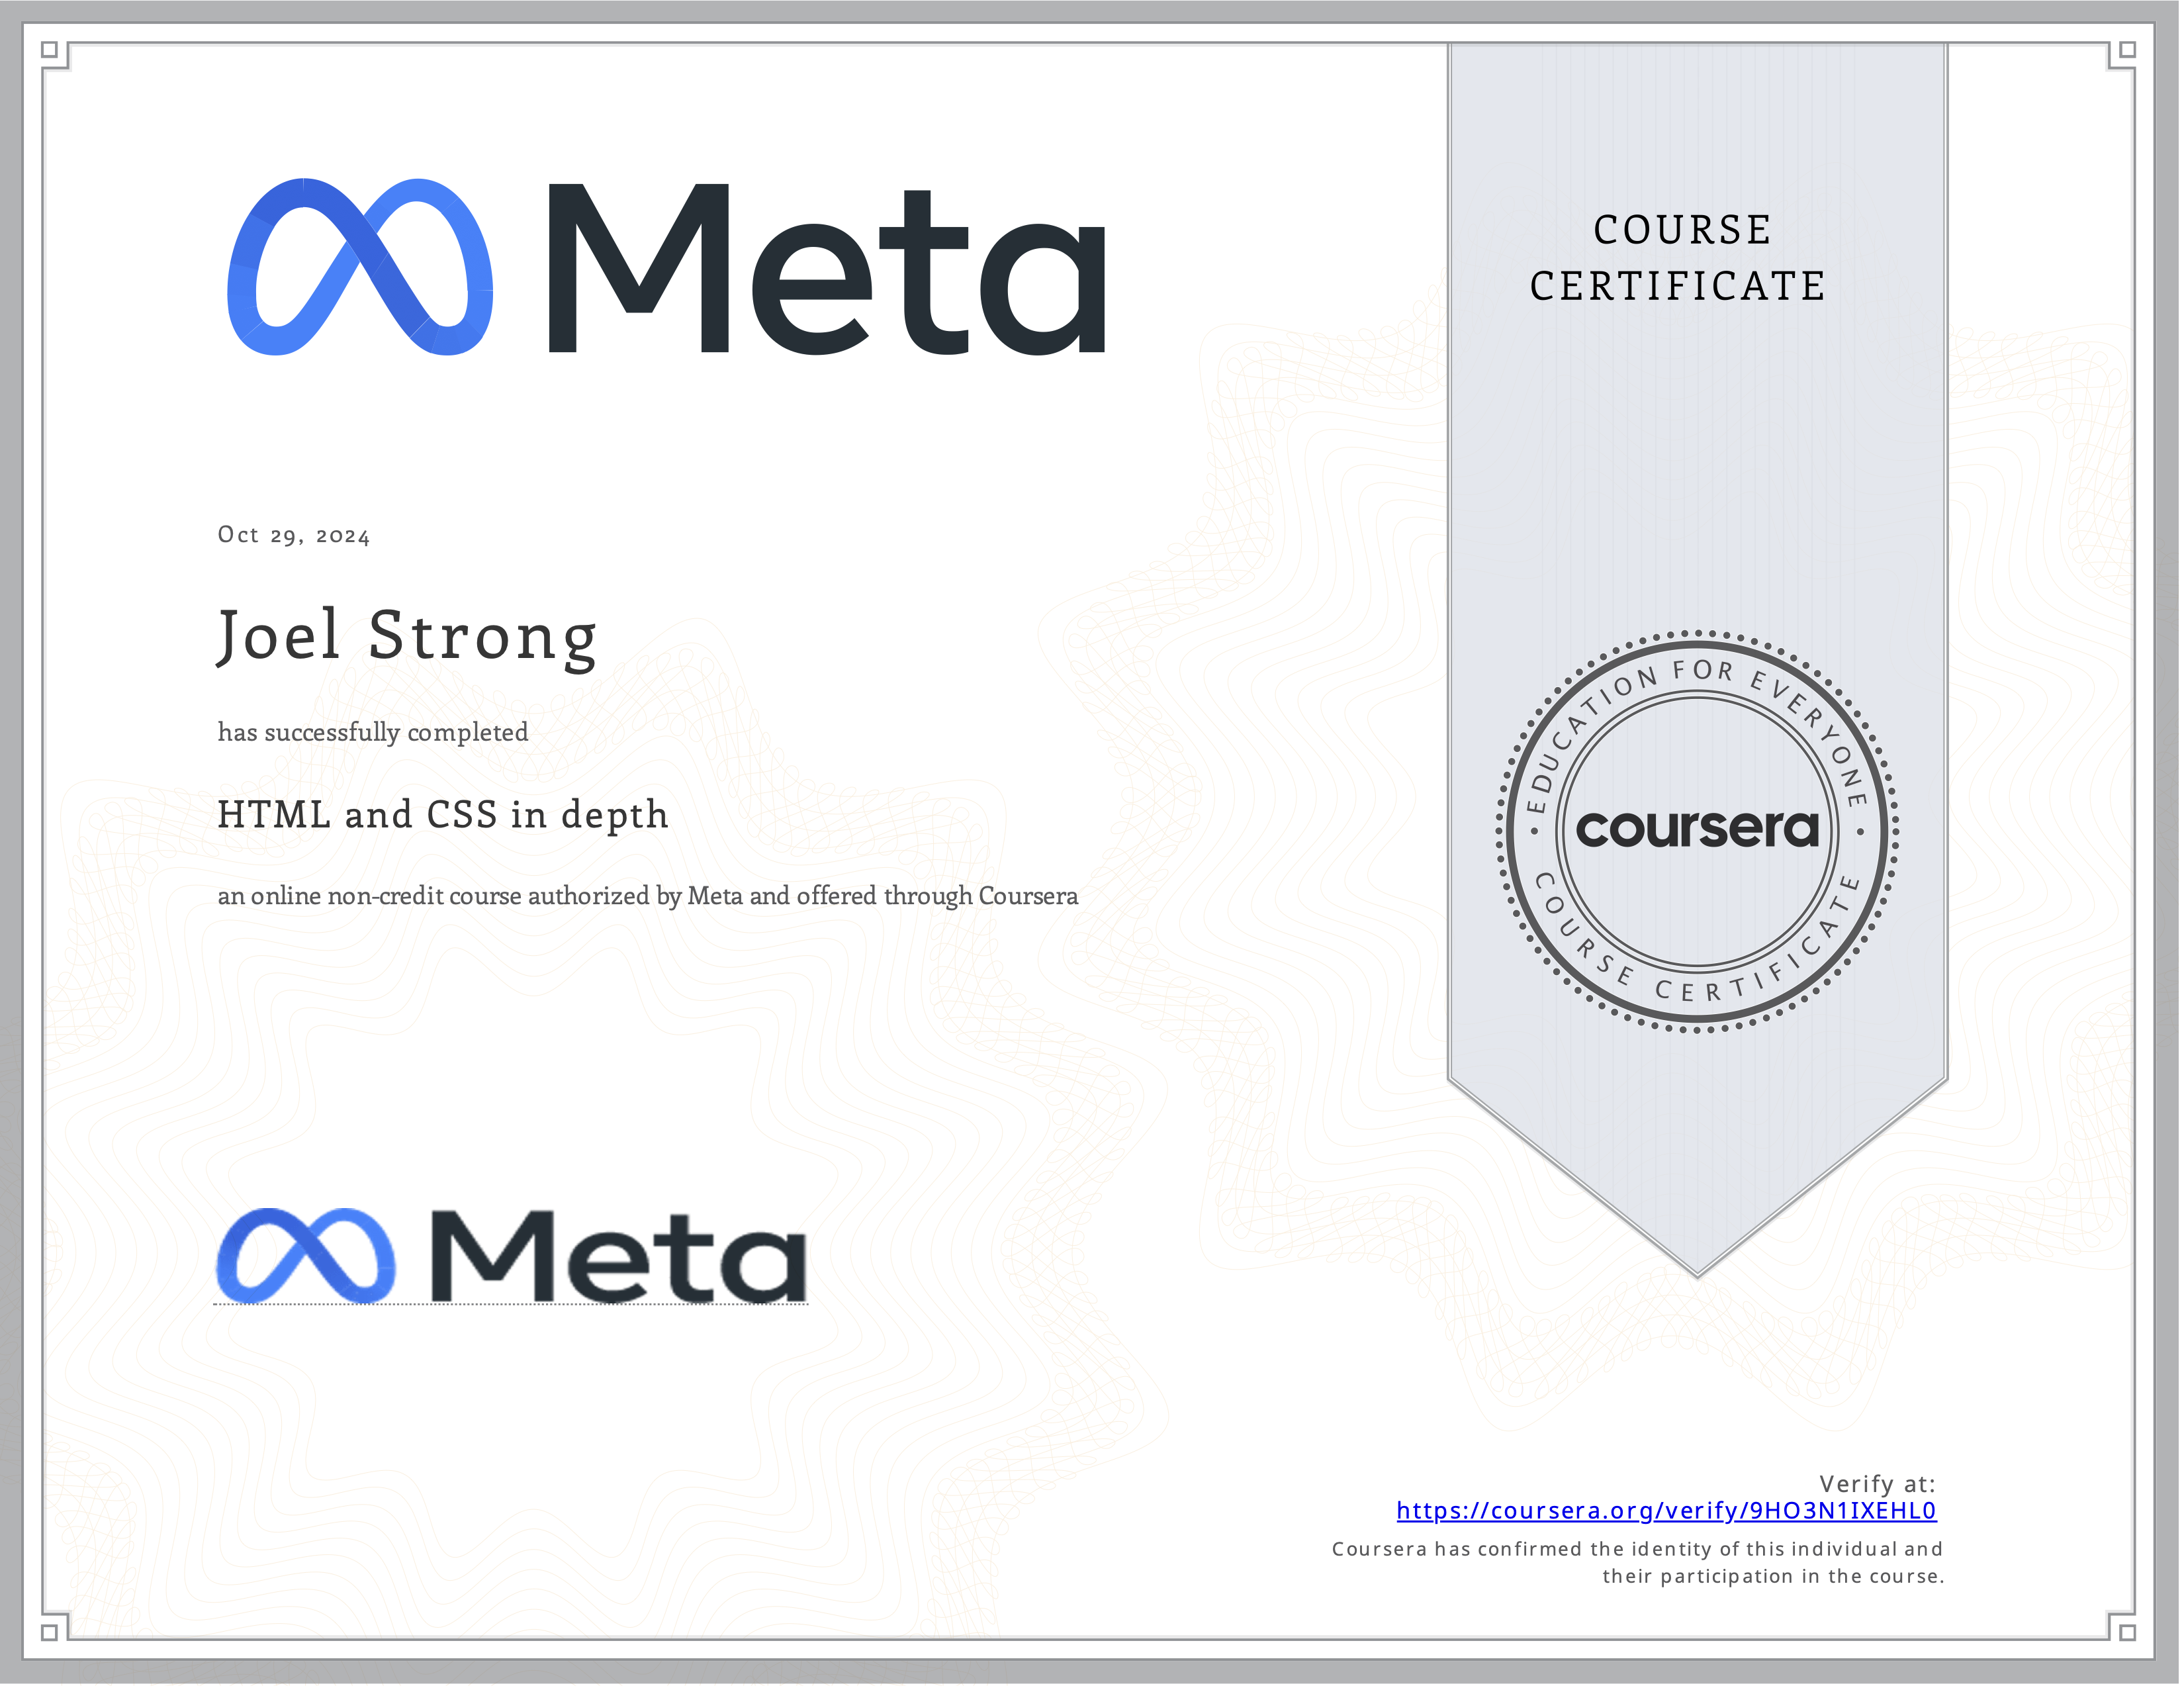 Meta
COURSE
CERTIFICATE
Oct 29, 2024
Joel Strong
has successfully completed
HTML and CSS in depth
an online non-credit course authorized by Meta and offered through Coursera
EDUCATION FOR EVERYONE
coursera
COURSE CERTIFICATE
Meta
Verify at:
https://coursera.org/verify/9HO3N1IXEHL0
Coursera has confirmed the identity of this individual and
their participation in the course.